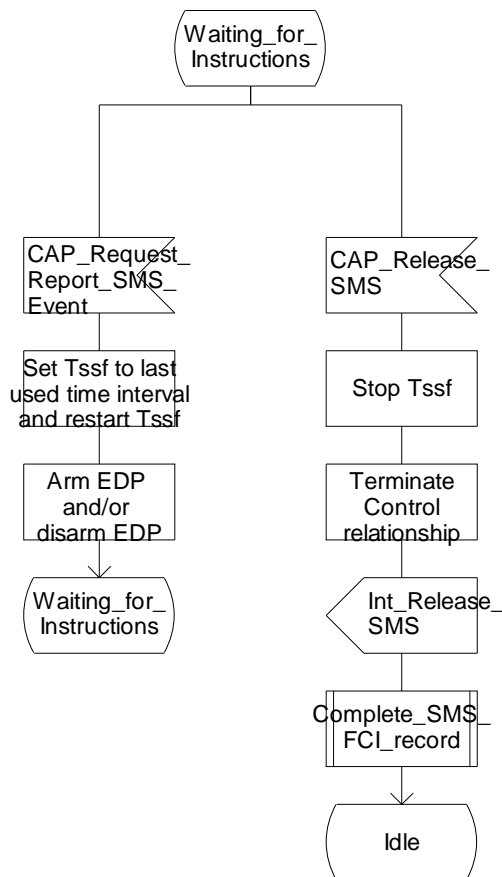 Waiting_for_
Instructions
CAP_Request_
Report_SMS_
Event
Set Tssf to last
used time interval
and restart Tssf
Arm EDP
and/or
disarm EDP
Waiting_for_
Instructions
CAP_Release_
SMS
Stop Tssf
Terminate
Control
relationship
Int_Release_
SMS
Complete_SMS_
FCI_record
Idle